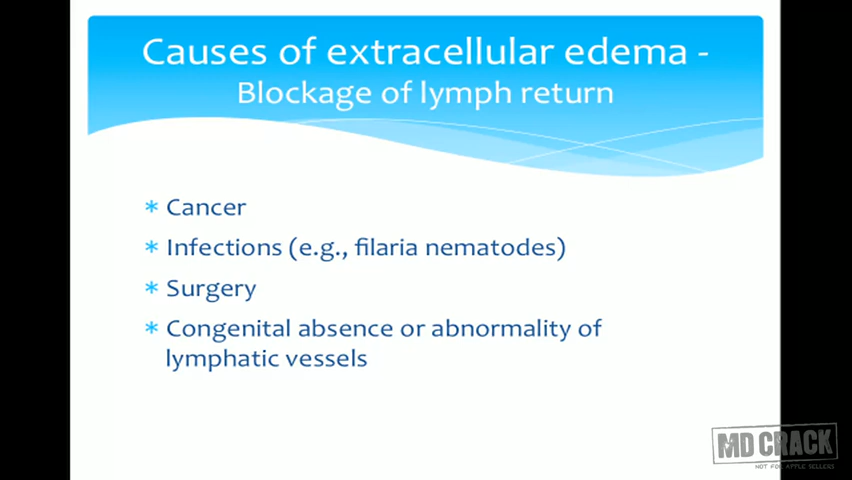 Causes of extracellular edema -
Blockage of lymph return
* Cancer
* Infections (e.g., filaria nematodes)
* Surgery
* Congenital absence or abnormality of
lymphatic vessels
MD CRACK
NOT FOR APPLE SELLERS